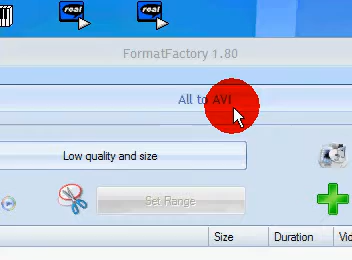 real real
FormatFactory 1.80
All to AVI
Low quality and size
Set Range
Size Duration